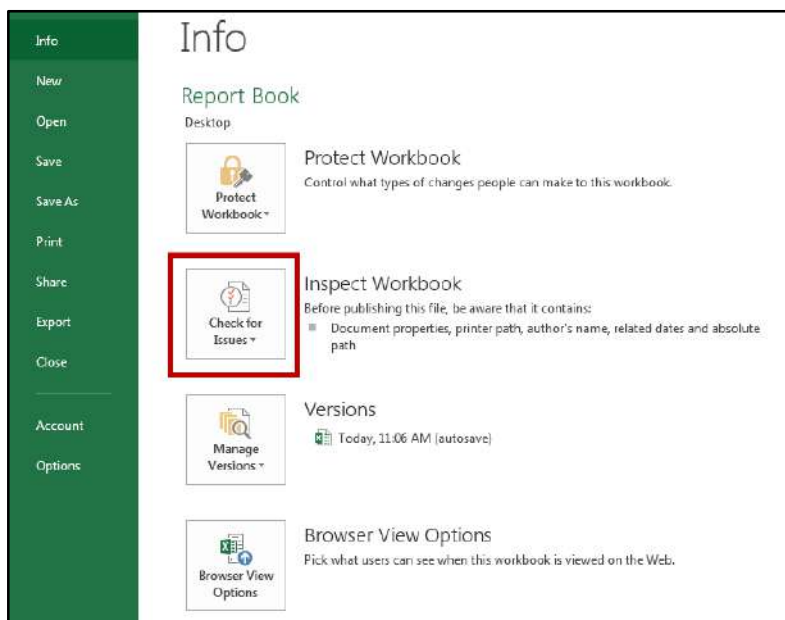 Info
New
Open
Save
Save As
Print
Share
Export
Close
Account
Options
Info
Report Book
Desktop
Protect
Workbook
Protect Workbook
Control what types of changes people can make to this workbook.
Check for
Issues
Inspect Workbook
Before publishing this file, be aware that it contains:
Document properties, printer path, author's name, related dates and absolute
path
Manage
Versions
Versions
Today, 11:06 AM (autosave)
Browser View
Options
Browser View Options
Pick what users can see when this workbook is viewed on the Web.